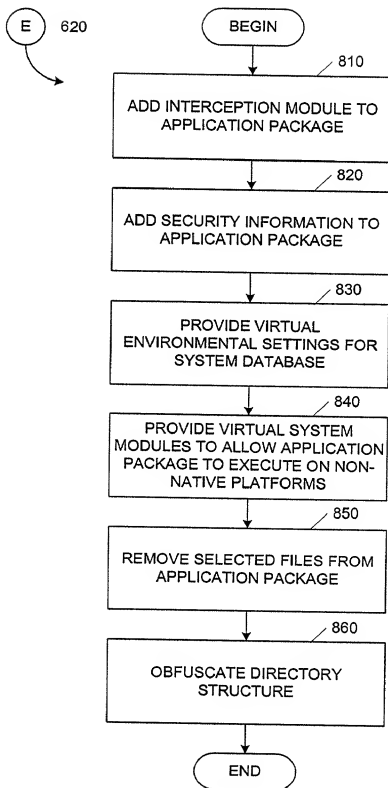 E 620
BEGIN
810
ADD INTERCEPTION MODULE TO
APPLICATION PACKAGE
820
ADD SECURITY INFORMATION TO
APPLICATION PACKAGE
830
PROVIDE VIRTUAL
ENVIRONMENTAL SETTINGS FOR
SYSTEM DATABASE
840
PROVIDE VIRTUAL SYSTEM
MODULES TO ALLOW APPLICATION
PACKAGE TO EXECUTE ON NON-
NATIVE PLATFORMS
850
REMOVE SELECTED FILES FROM
APPLICATION PACKAGE
860
OBFUSCATE DIRECTORY
STRUCTURE
END